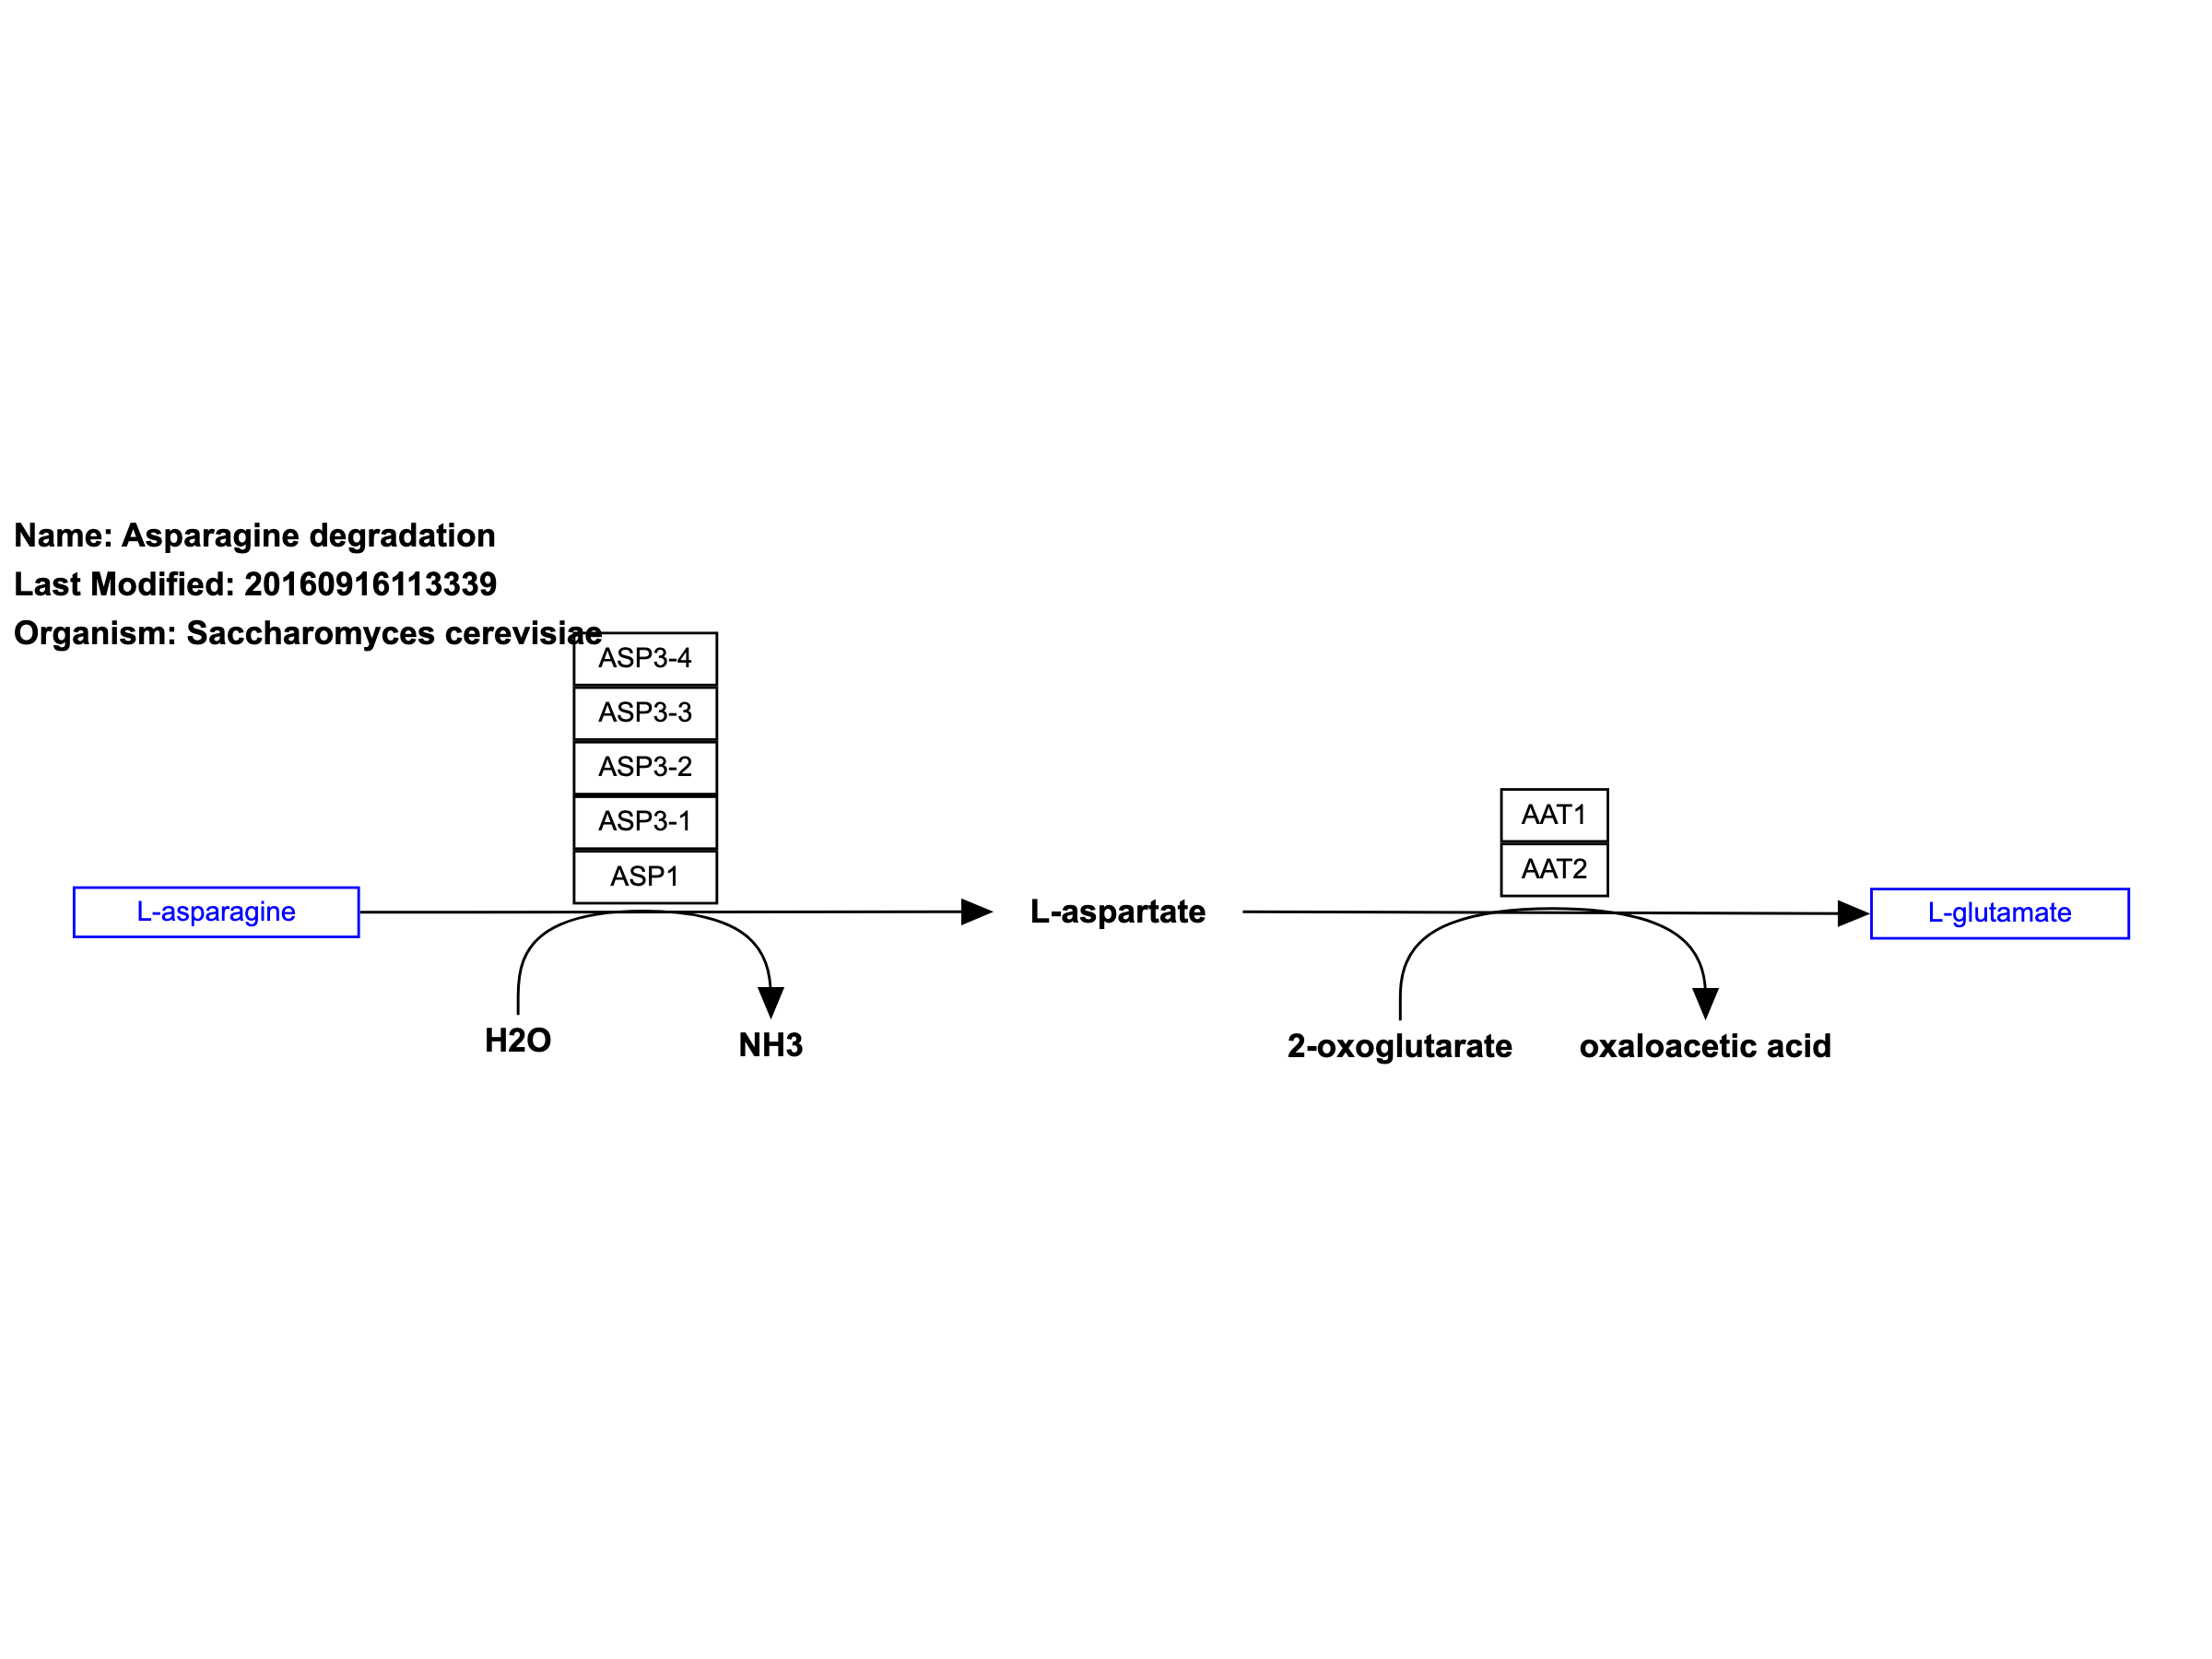 Name: Asparagine degradation
Last Modified: 20160916113339
Organism: Saccharomyces cerevisiae
ASP3-4
ASP3-3
ASP3-2
ASP3-1
ASP1
AAT1
AAT2
L-asparagine
L-aspartate
L-glutamate
H2O
NH3
2-oxoglutarate
oxaloacetic acid